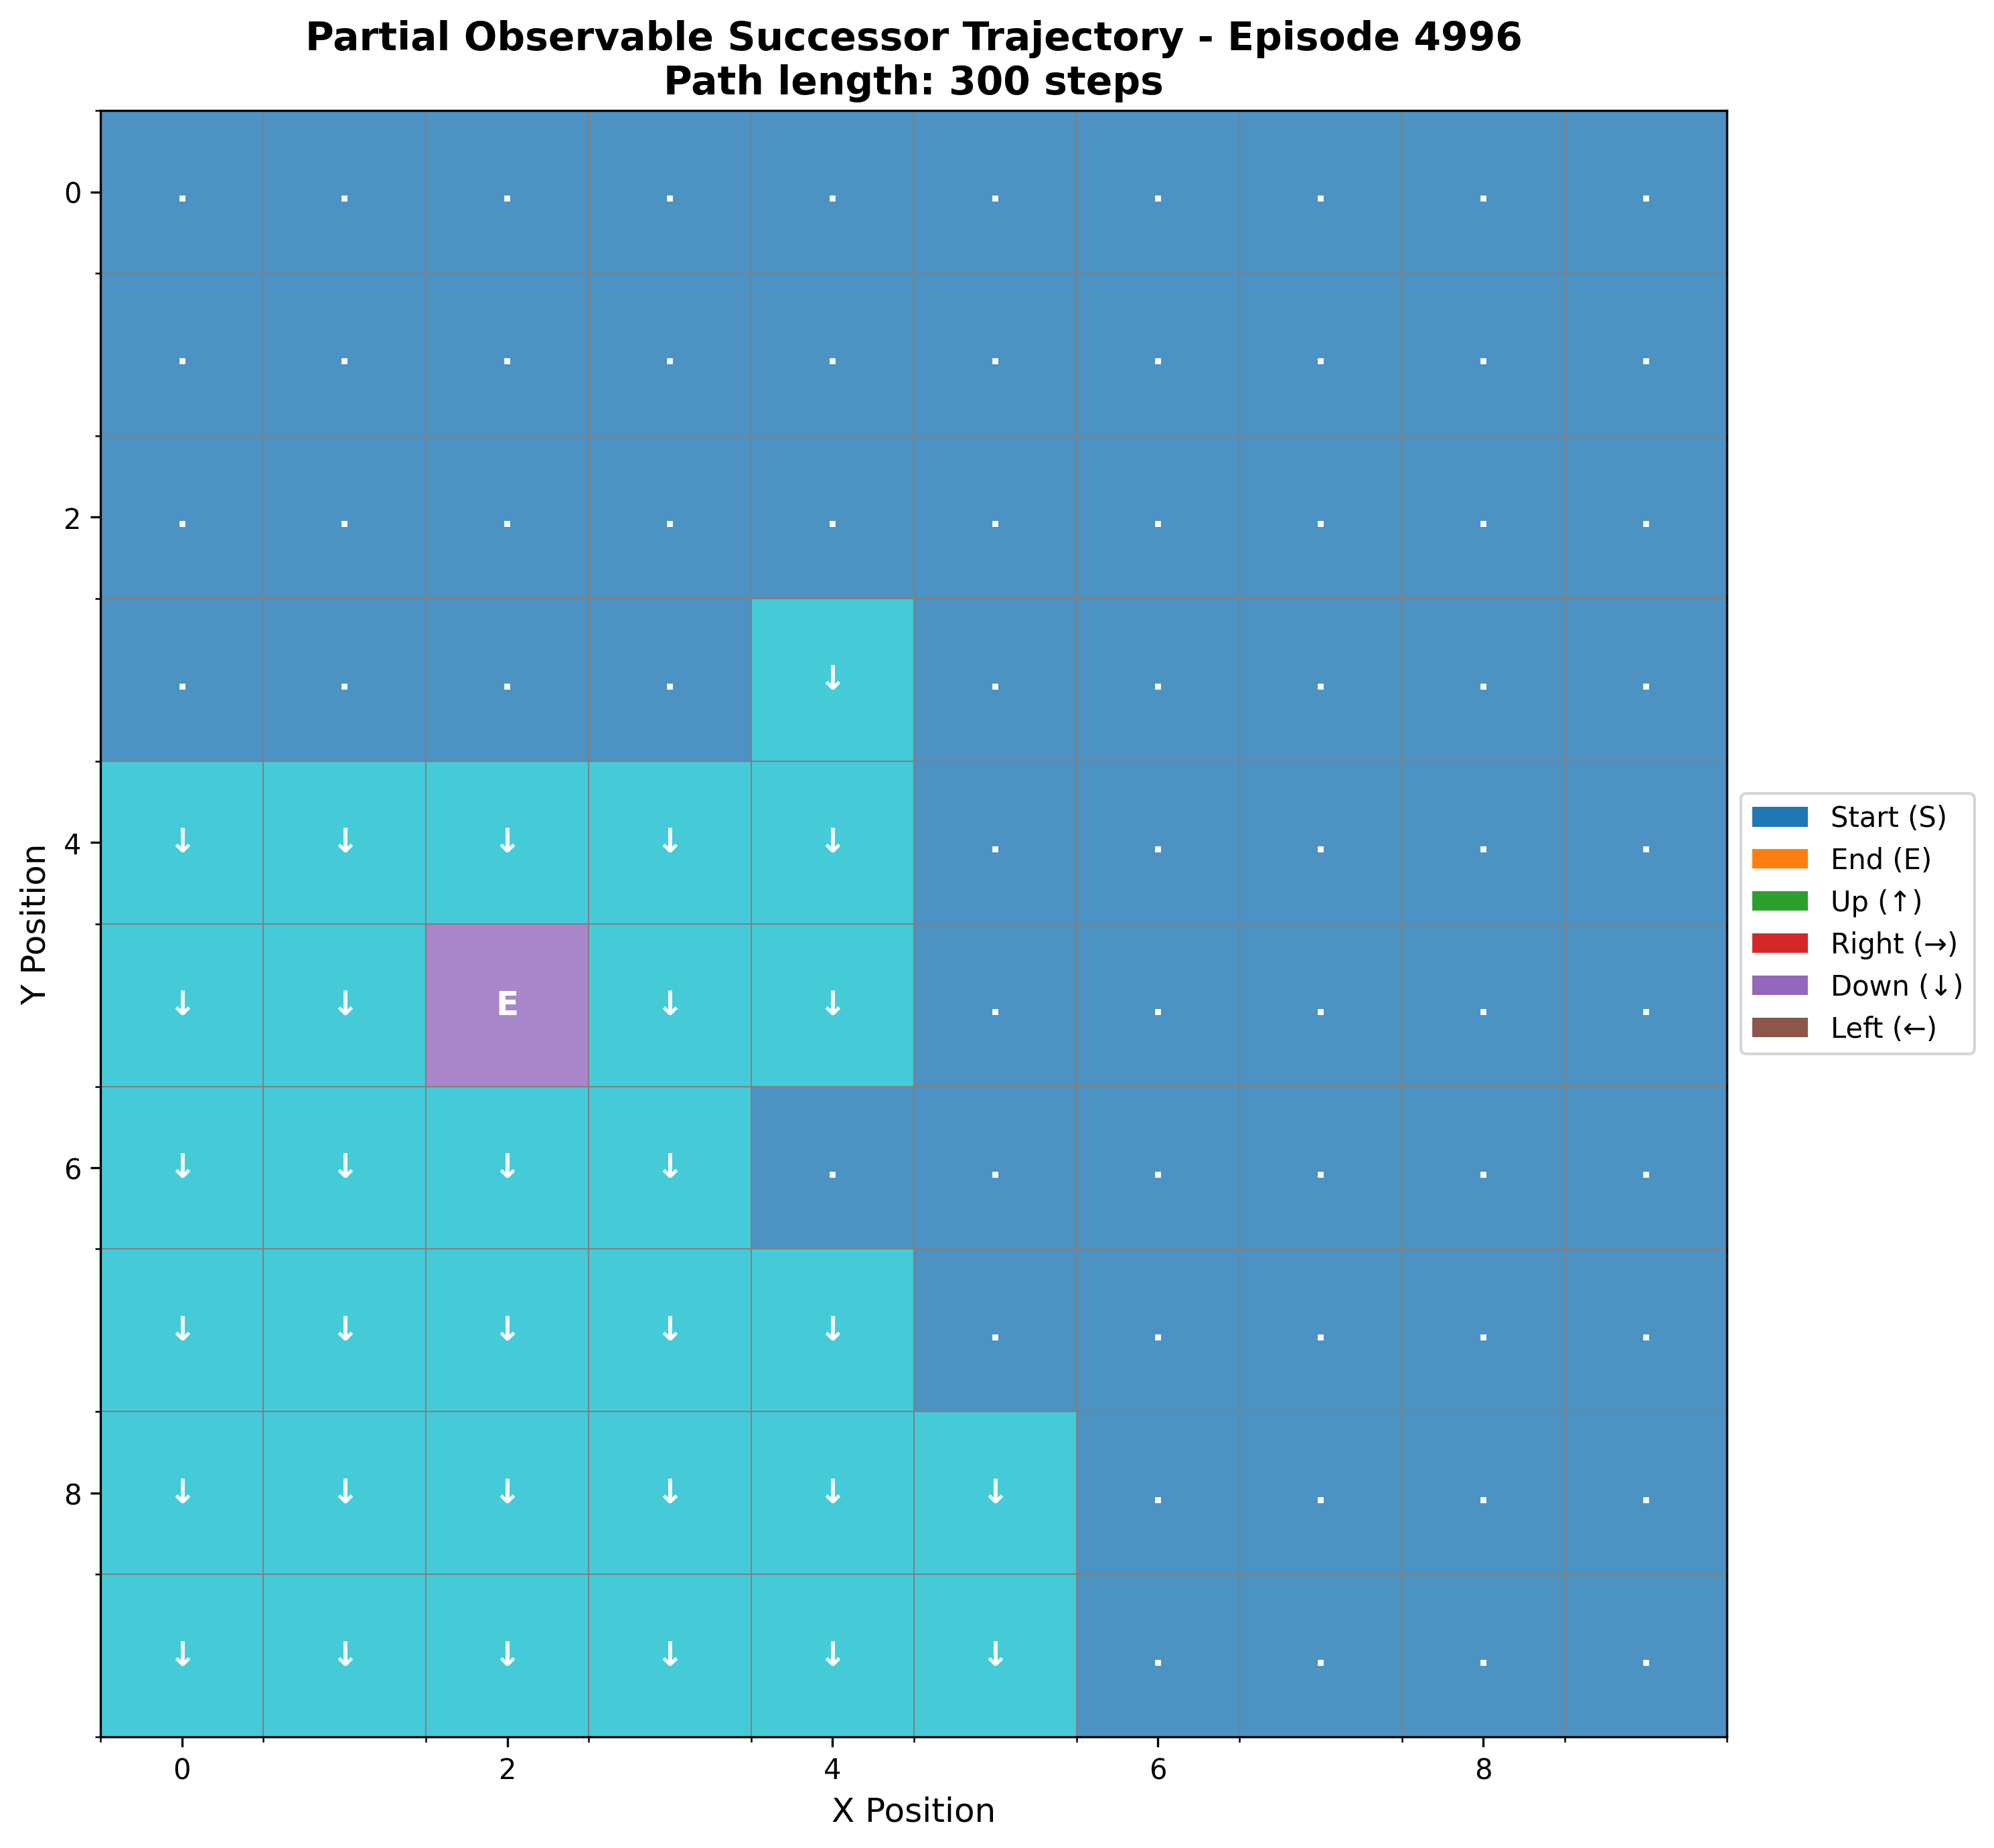 Partial Observable Successor Trajectory - Episode 4996
Path length: 300 steps
0 . . . . . . . . . .
. . . . . . . . . .
2 . . . . . . . . . .
. . . . ↓ . . . . .
4 ↓ ↓ ↓ ↓ ↓ . . . . .
↓ ↓ E ↓ ↓ . . . . .
6 ↓ ↓ ↓ ↓ . . . . . .
↓ ↓ ↓ ↓ ↓ . . . . .
8 ↓ ↓ ↓ ↓ ↓ ↓ . . . .
↓ ↓ ↓ ↓ ↓ ↓ . . . .
0 2 4 6 8
X Position
Y Position
Start (S)
End (E)
Up (↑)
Right (→)
Down (↓)
Left (←)